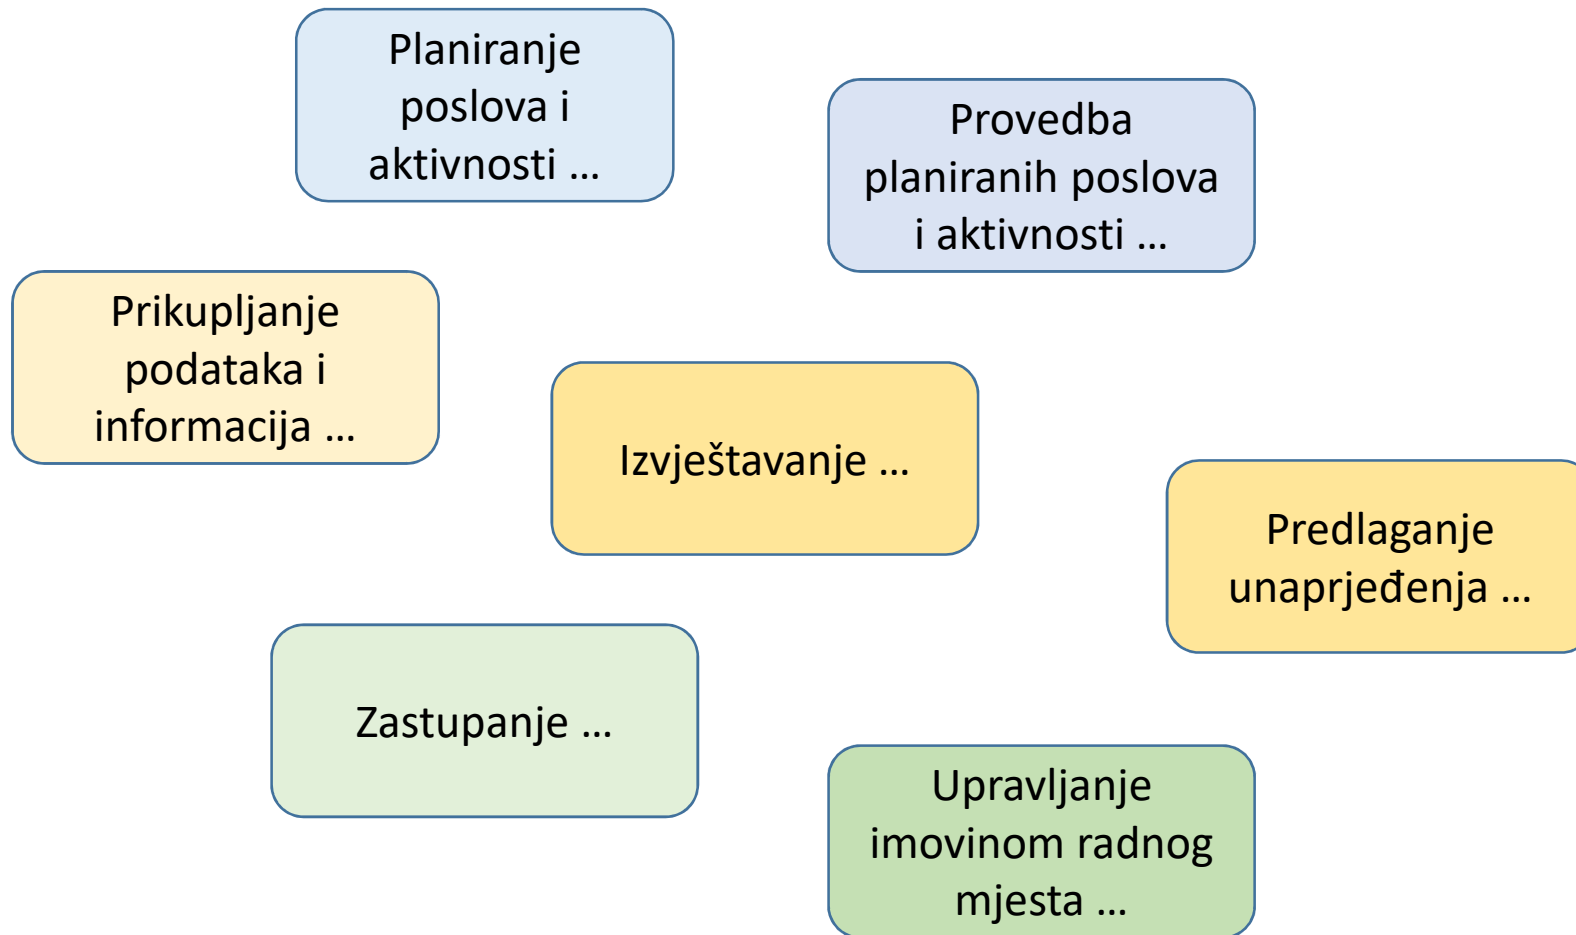 Planiranje
poslova i
aktivnosti ...
Provedba
planiranih poslova
i aktivnosti ...
Prikupljanje
podataka i
informacija ...
Izvještavanje ...
Predlaganje
unaprjeđenja ...
Zastupanje ...
Upravljanje
imovinom radnog
mjesta ...